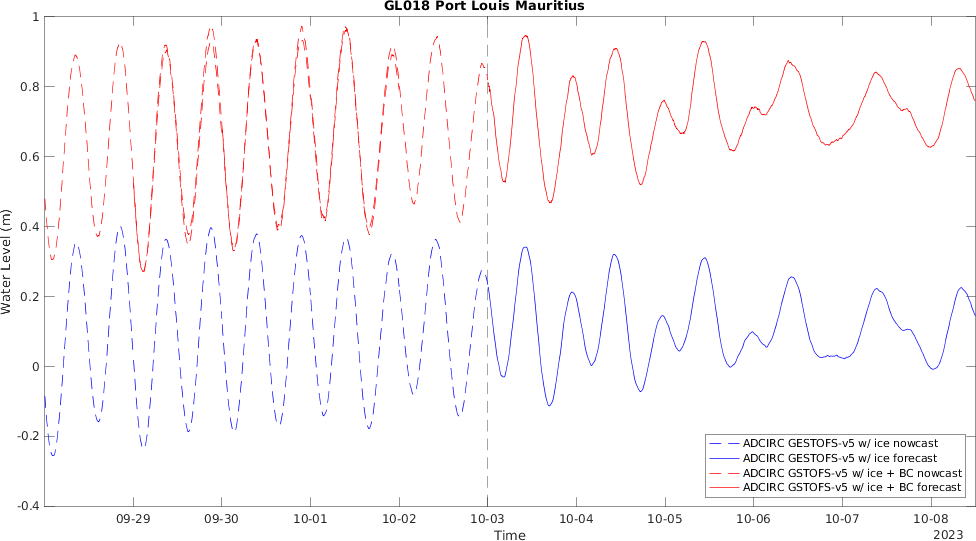 GL018 Port Louis Mauritius
Water Level (m)
1
0.8
0.6
0.4
0.2
0
-0.2
-0.4
ADCIRC GESTOFS-v5 w/ ice nowcast
ADCIRC GESTOFS-v5 w/ ice forecast
ADCIRC GSTOFS-v5 w/ ice + BC nowcast
ADCIRC GSTOFS-v5 w/ ice + BC forecast
09-29 09-30 10-01 10-02 10-03 10-04 10-05 10-06 10-07 10-08
Time
2023